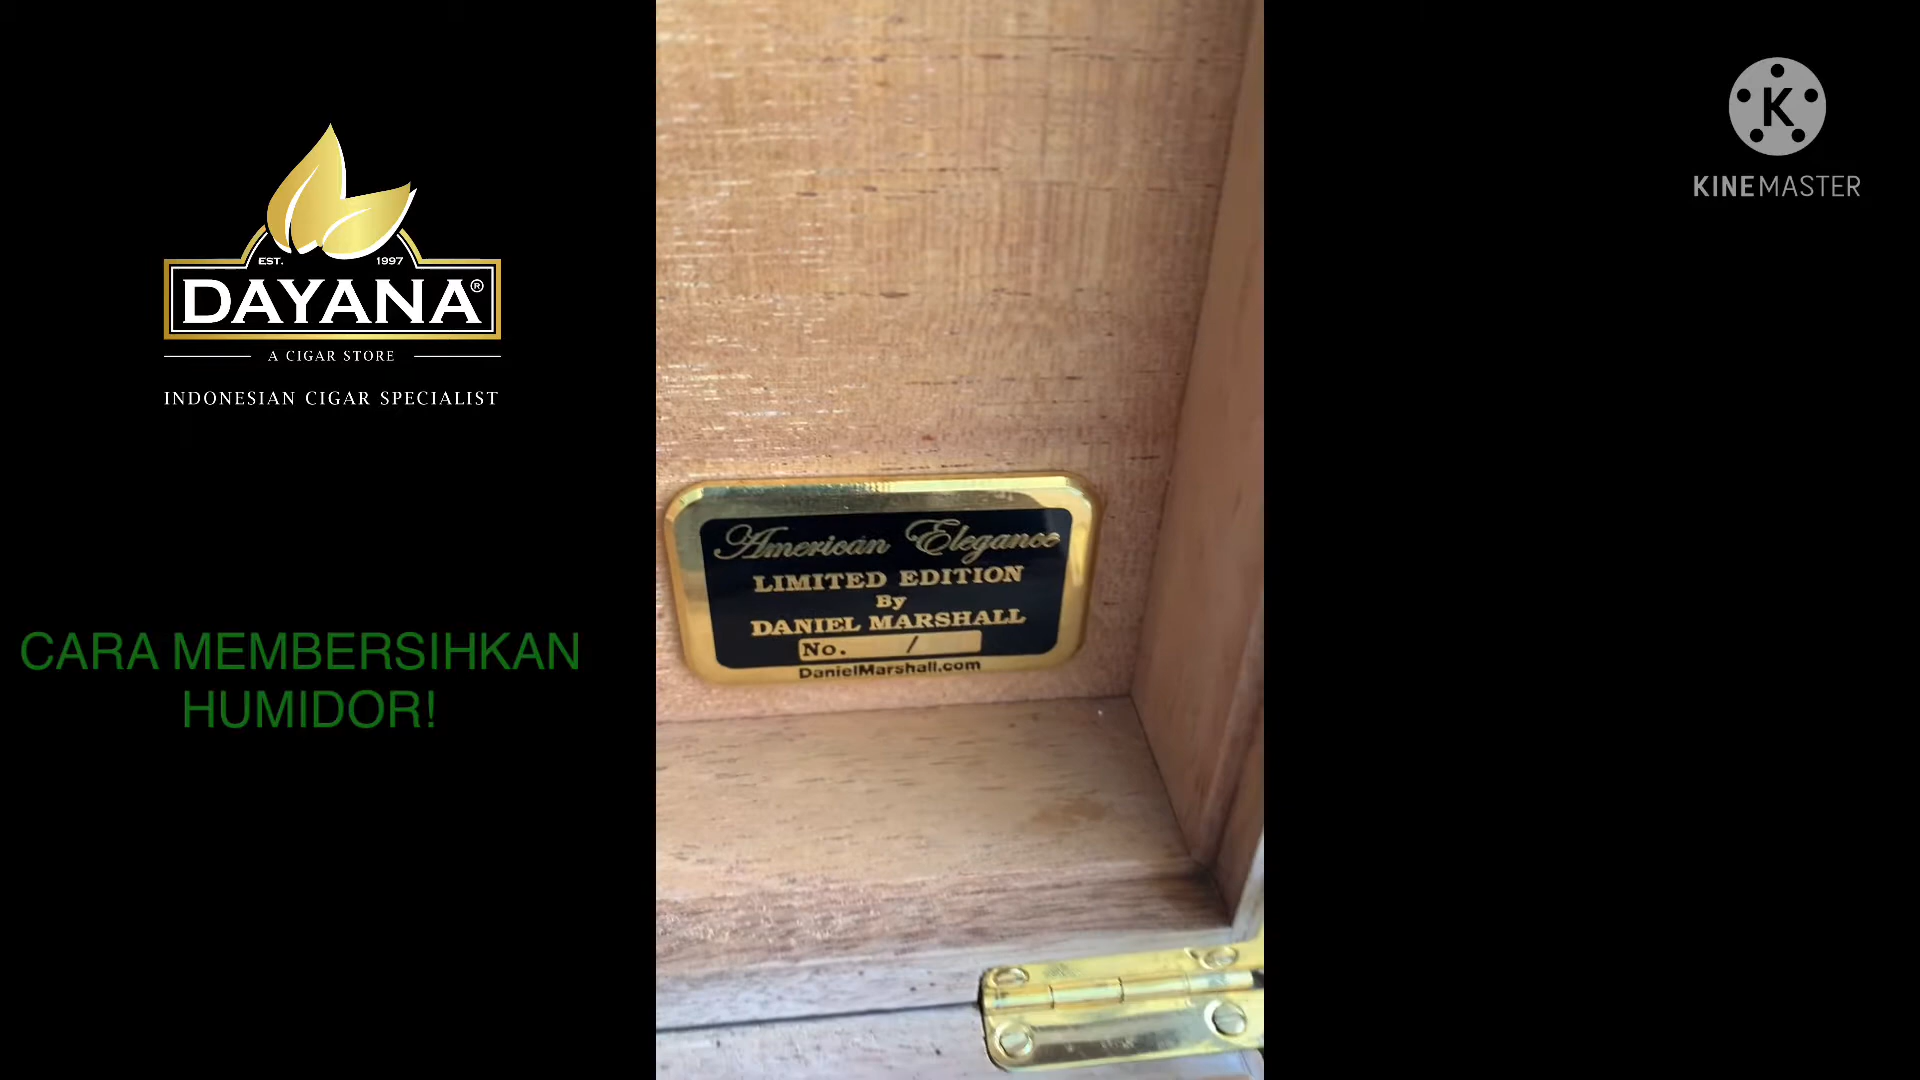 EST. 1997
DAYANA®
A CIGAR STORE
INDONESIAN CIGAR SPECIALIST
CARA MEMBERSIHKAN
HUMIDOR!
American Elegance
LIMITED EDITION
By
DANIEL MARSHALL
No. /
DanielMarshall.com
K
KINEMASTER